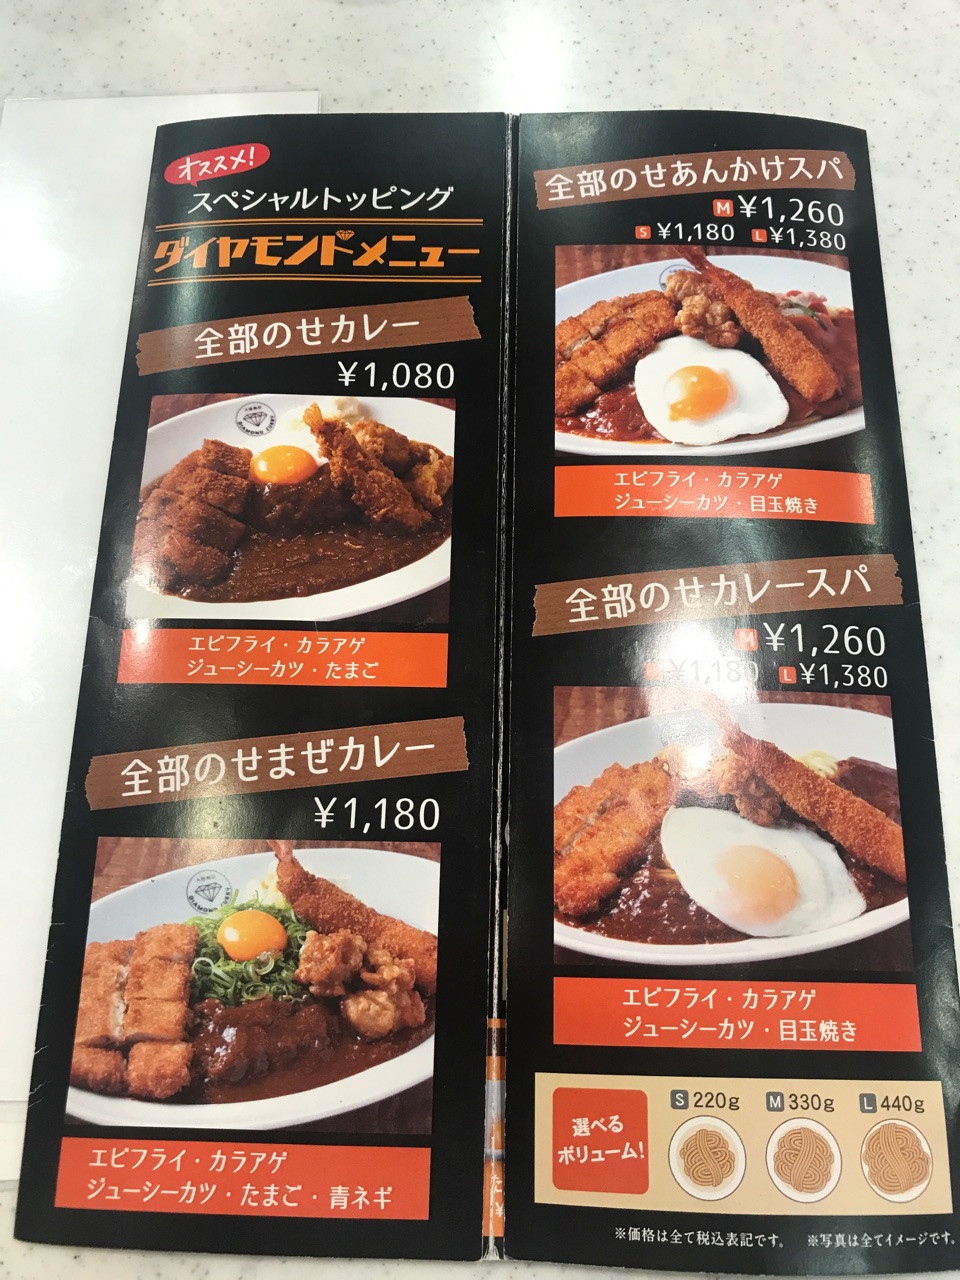 オススメ!
スペシャルトッピング
ダイヤモンドメニュー
全部のせカレー
¥1,080
DIAMOND CURRY
エビフライ・カラアゲ
ジューシーカツ・たまご
全部のせまぜカレー
¥1,180
DIAMOND CURRY
エビフライ・カラアゲ
ジューシーカツ・たまご・青ネギ
全部のせあんかけスパ
M ¥1,260
S ¥1,180 L ¥1,380
エビフライ・カラアゲ
ジューシーカツ・目玉焼き
全部のせカレースパ
M ¥1,260
¥1,180 L ¥1,380
エビフライ・カラアゲ
ジューシーカツ・目玉焼き
選べる
ボリューム!
S 220g M 330g L 440g
※価格は全て税込表記です。 ※写真は全てイメージです。